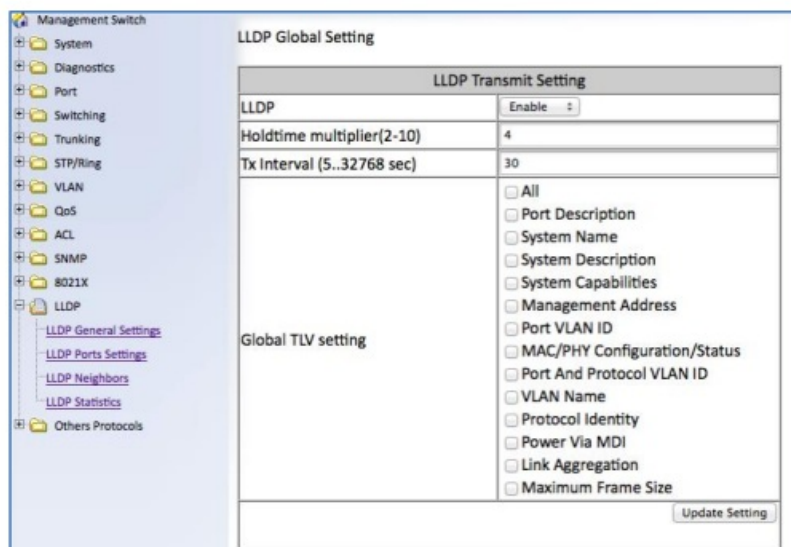 Management Switch
System
Diagnostics
Port
Switching
Trunking
STP/Ring
VLAN
QoS
ACL
SNMP
8021X
LLDP
LLDP General Settings
LLDP Ports Settings
LLDP Neighbors
LLDP Statistics
Others Protocols
LLDP Global Setting
LLDP Transmit Setting
LLDP Enable
Holdtime multiplier(2-10) 4
Tx Interval (5..32768 sec) 30
Global TLV setting
All
Port Description
System Name
System Description
System Capabilities
Management Address
Port VLAN ID
MAC/PHY Configuration/Status
Port And Protocol VLAN ID
VLAN Name
Protocol Identity
Power Via MDI
Link Aggregation
Maximum Frame Size
Update Setting